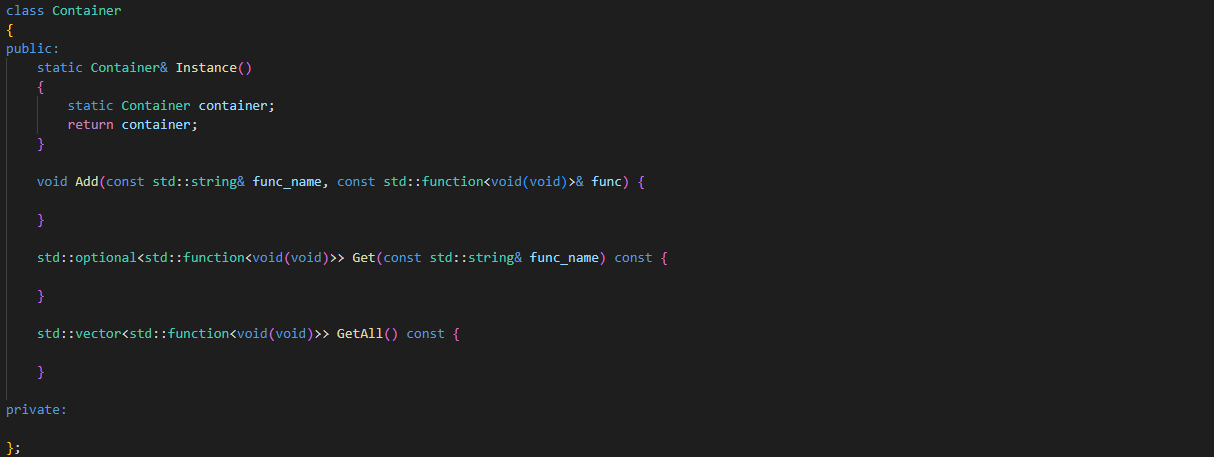 class Container
{
public:
    static Container& Instance()
    {
        static Container container;
        return container;
    }
    void Add(const std::string& func_name, const std::function<void(void)>& func) {
    }
    std::optional<std::function<void(void)>> Get(const std::string& func_name) const {
    }
    std::vector<std::function<void(void)>> GetAll() const {
    }
private:
};